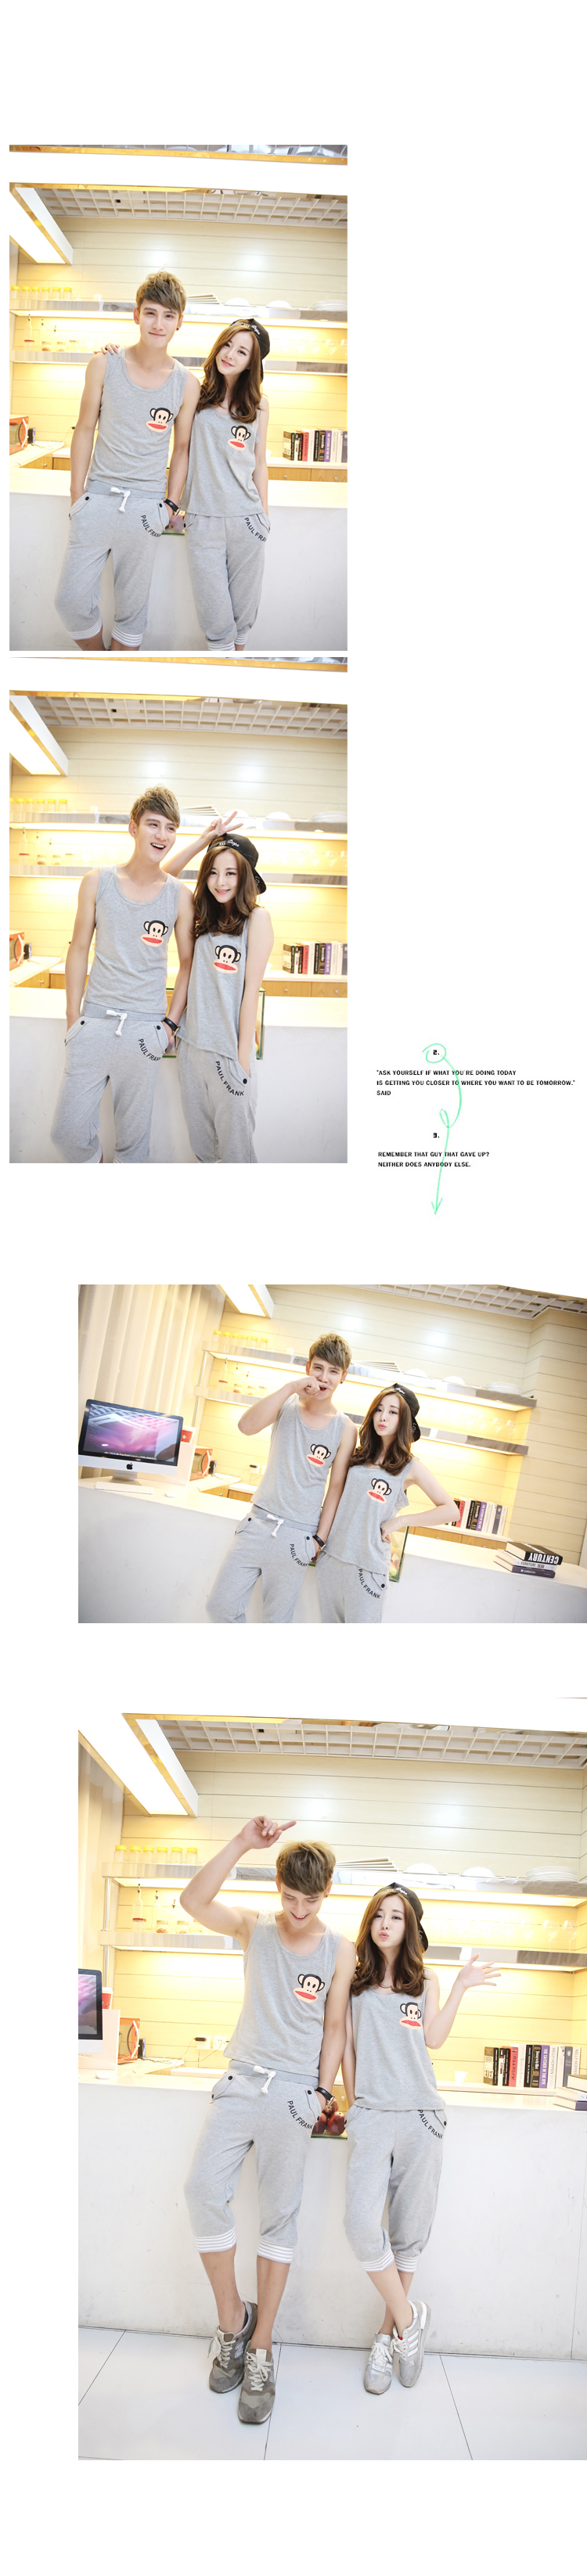 PAUL FRANK
PAUL FRANK
PAUL FRANK
PAUL FRANK
2.
"ASK YOURSELF IF WHAT YOU'RE DOING TODAY
IS GETTING YOU CLOSER TO WHERE YOU WANT TO BE TOMORROW."
SAID
3.
REMEMBER THAT GUY THAT GAVE UP?
NEITHER DOES ANYBODY ELSE.
PAUL FRANK
PAUL FRANK
CENTURY
PAUL FRANK
PAUL FRANK